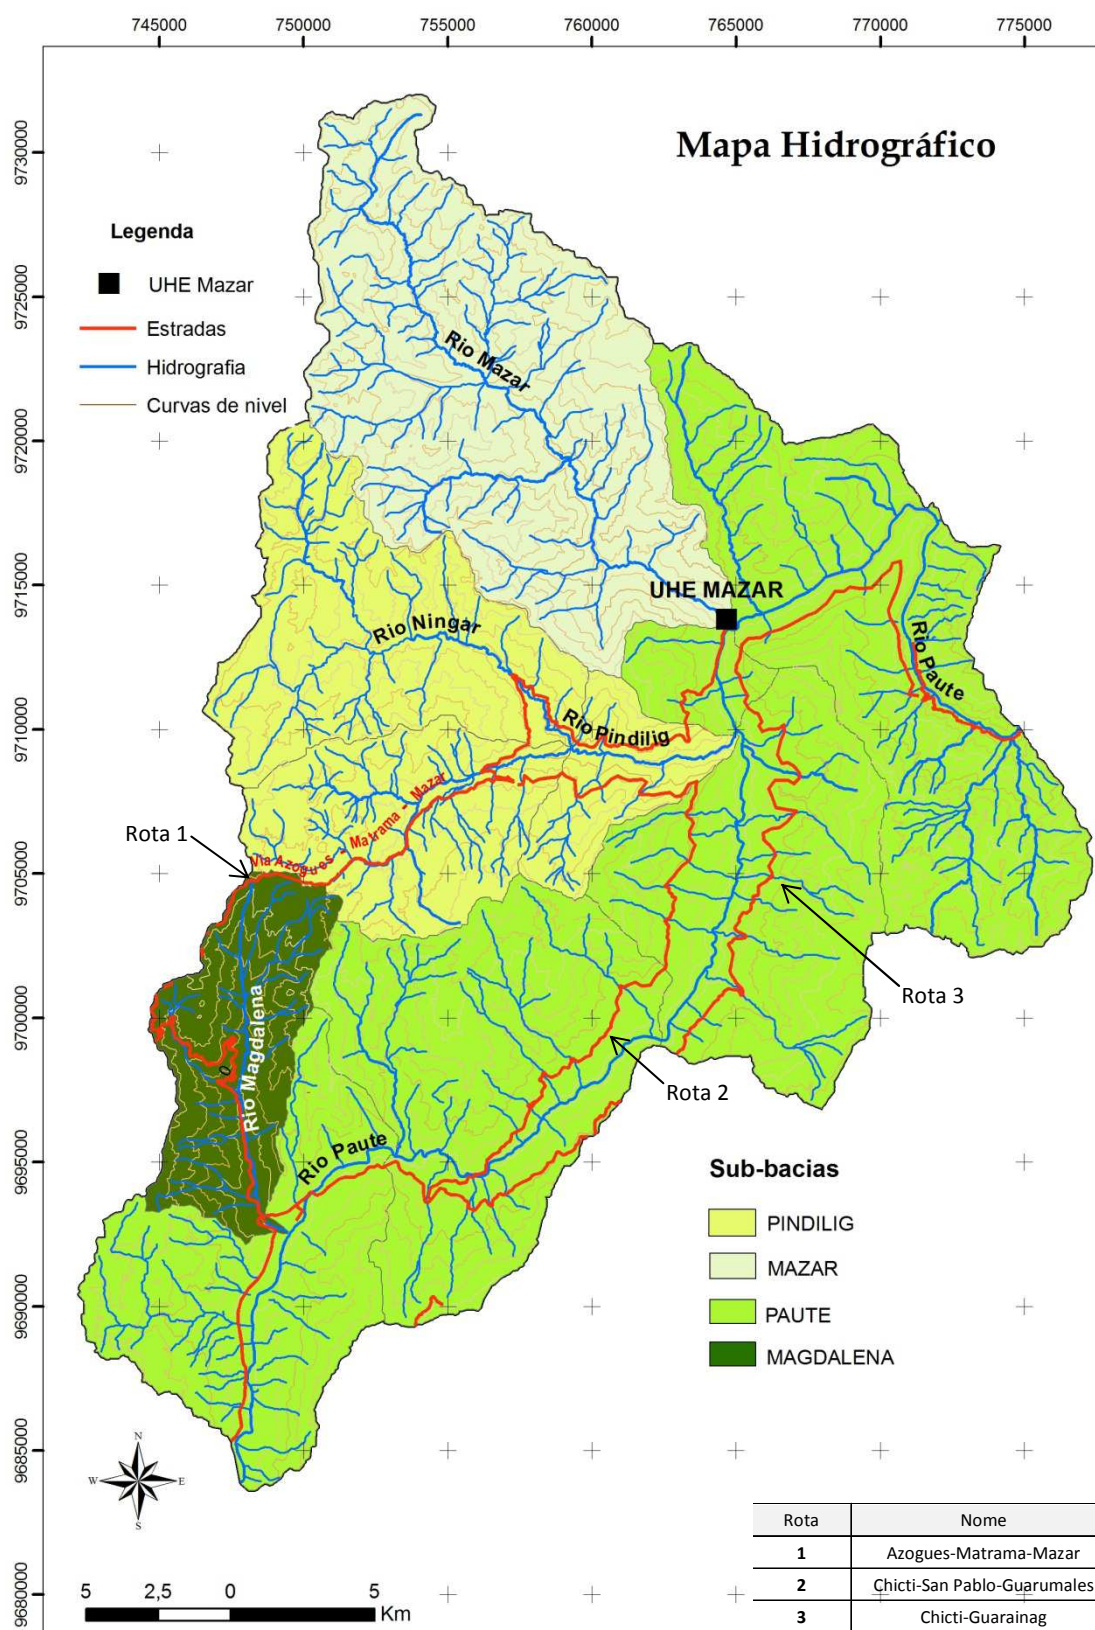 745000 750000 755000 760000 765000 770000 775000
Mapa Hidrográfico
9730000
9725000
9720000
9715000
9710000
9705000
9700000
9695000
9690000
9685000
9680000
Legenda
UHE Mazar
Estradas
Hidrografia
Curvas de nivel
Rio Mazar
UHE MAZAR
Rio Ningar
Rio Pindilig
Rio Paute
Via Azogues - Matrama - Mazar
Rota 1
Rota 3
Rota 2
Rio Magdalena
0
Rio Paute
Sub-bacias
PINDILIG
MAZAR
PAUTE
MAGDALENA
N
W E
S
5 2,5 0 5
Km
Rota Nome
1 Azogues-Matrama-Mazar
2 Chicti-San Pablo-Guarumales
3 Chicti-Guarainag